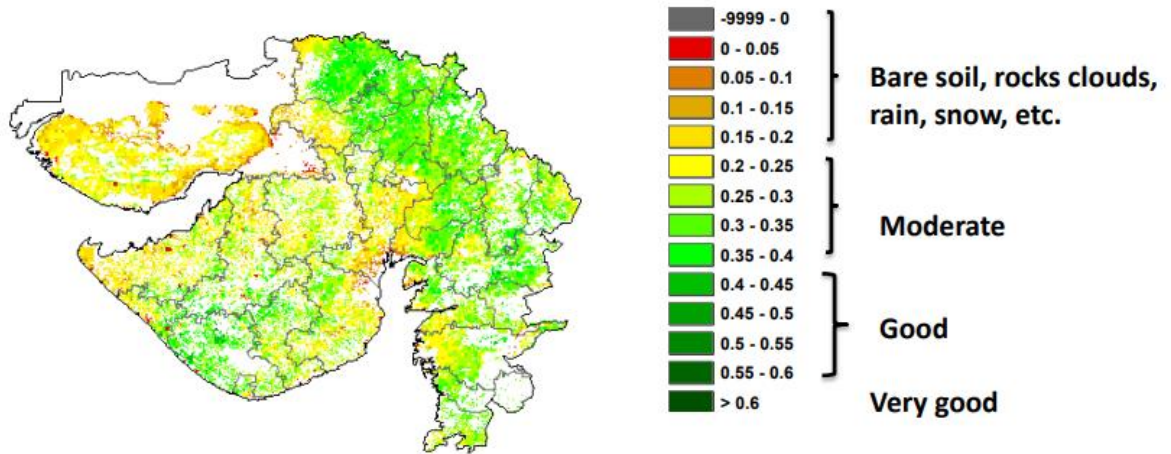 -9999 - 0
0 - 0.05
0.05 - 0.1
0.1 - 0.15
0.15 - 0.2
0.2 - 0.25
0.25 - 0.3
0.3 - 0.35
0.35 - 0.4
0.4 - 0.45
0.45 - 0.5
0.5 - 0.55
0.55 - 0.6
> 0.6
Bare soil, rocks clouds,
rain, snow, etc.
Moderate
Good
Very good